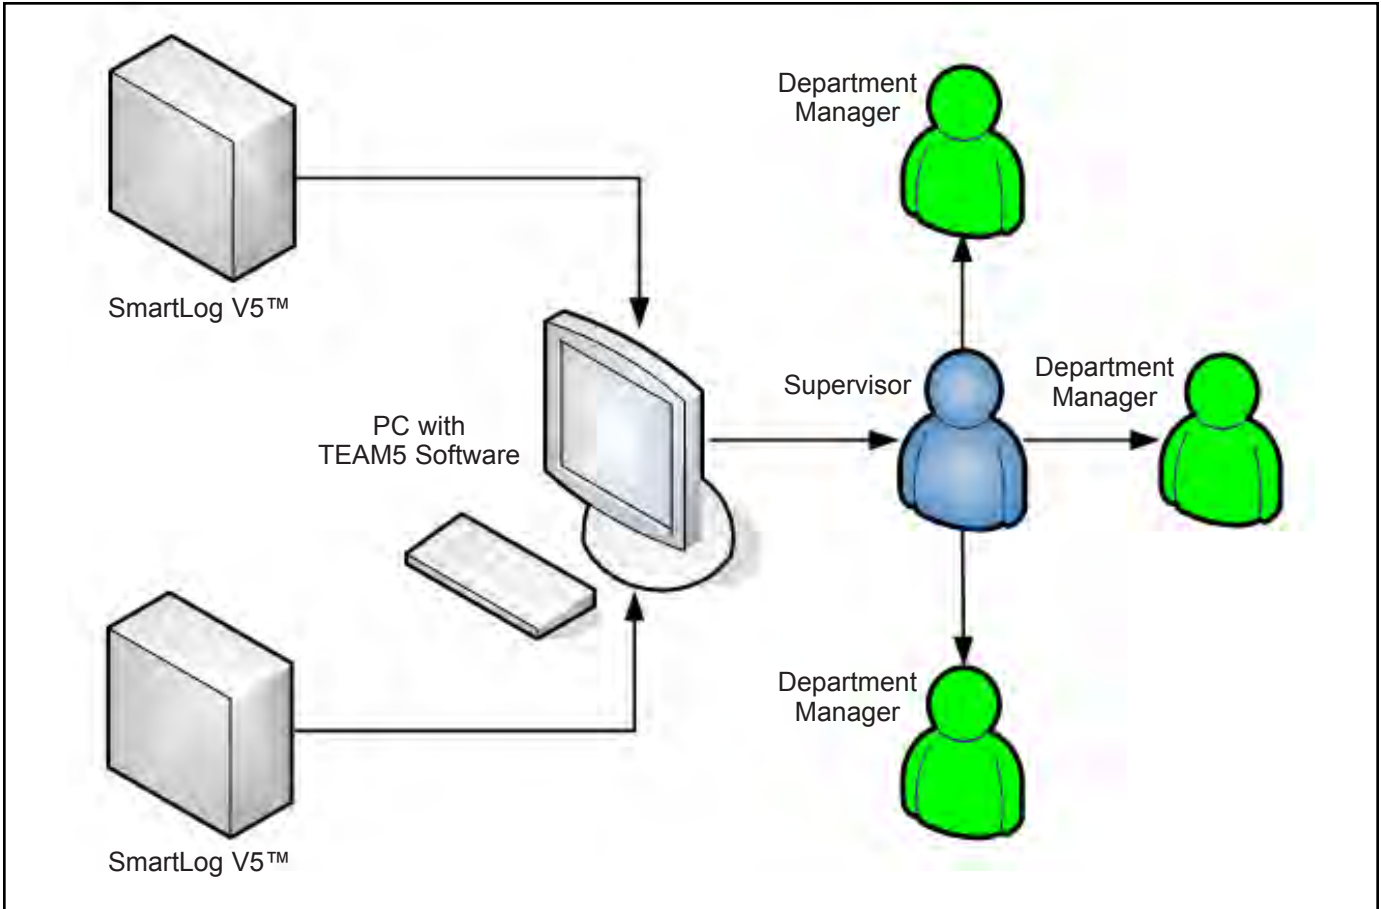 Department
Manager
SmartLog V5™
Supervisor
Department
Manager
PC with
TEAM5 Software
Department
Manager
SmartLog V5™